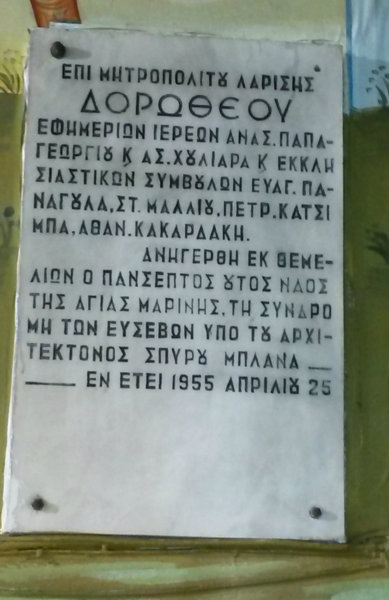 ΕΠΙ ΜΗΤΡΟΠΟΛΙΤȢ ΛΑΡΙΣΗΣ
ΔΟΡΩΘΕΟΥ
ΕΦΗΜΕΡΙΩΝ ΙΕΡΕΩΝ ΑΝΑΣ. ΠΑΠΑ-
ΓΕΩΡΓΙȢ Κ ΑΣ. ΧȢΛΙΑΡΑ Κ ΕΚΚΛΗ
ΣΙΑΣΤΙΚΩΝ ΣΥΜΒȢΛΩΝ ΕΥΑΓ. ΠΑ-
ΝΑΓȢΛΑ, ΣΤ. ΜΑΛΛΙȢ, ΠΕΤΡ. ΚΑΤΣΙ
ΜΠΑ, ΑΘΑΝ. ΚΑΚΑΡΔΑΚΗ.
ΑΝΗΓΕΡΘΗ ΕΚ ΘΕΜΕ-
ΛΙΩΝ Ο ΠΑΝΣΕΠΤΟΣ ȢΤΟΣ ΝΑΟΣ
ΤΗΣ ΑΓΙΑΣ ΜΑΡΙΝΗΣ, ΤΗ ΣΥΝΔΡΟ
ΜΗ ΤΩΝ ΕΥΣΕΒΩΝ ΥΠΟ ΤȢ ΑΡΧΙ-
ΤΕΚΤΟΝΟΣ ΣΠΥΡȢ ΜΠΛΑΝΑ
ΕΝ ΕΤΕΙ 1955 ΑΠΡΙΛΙȢ 25